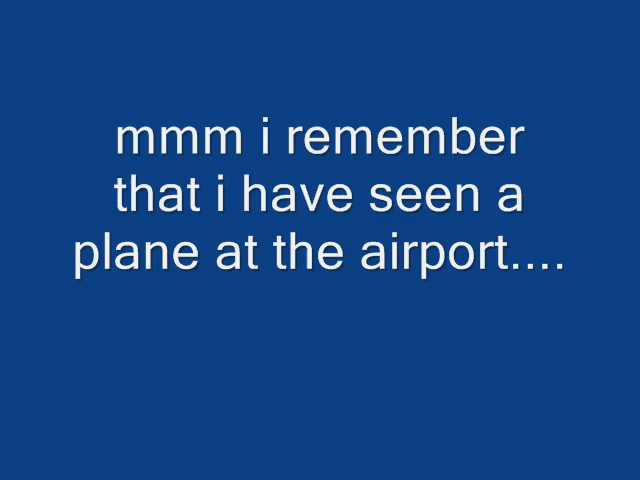 mmm i remember
that i have seen a
plane at the airport....